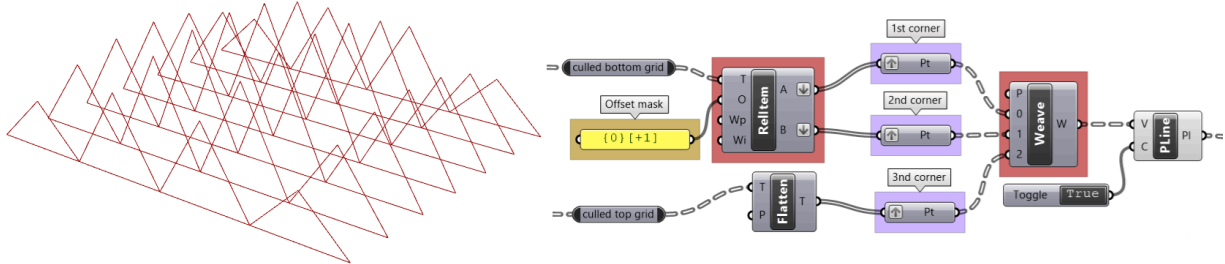 culled bottom grid
Offset mask
{0}[+1]
T
O
Wp
Wi
RelItem
A
B
1st corner
Pt
2nd corner
Pt
3nd corner
Pt
culled top grid
T
P
Flatten
T
P
0
1
2
Weave
W
Toggle True
V
C
PLine
Pl